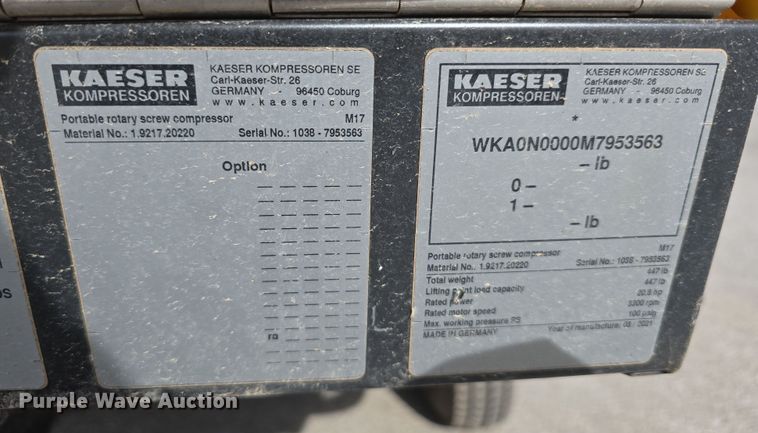 KAESER
KOMPRESSOREN
KAESER KOMPRESSOREN SE
Carl-Kaeser-Str. 26
GERMANY - 96450 Coburg
www.kaeser.com
Portable rotary screw compressor M17
Material No.: 1.9217.20220 Serial No.: 1038 - 7953563
Option
ro
KAESER
KOMPRESSOREN
KAESER KOMPRESSOREN SE
Carl-Kaeser-Str. 26
GERMANY - 96450 Coburg
www.kaeser.com
*
WKA0N0000M7953563
– lb
0 –
1 –
– lb
Portable rotary screw compressor M17
Material No.: 1.9217.20220 Serial No.: 1038 - 7953563
Total weight 447 lb
Lifting point load capacity 447 lb
Rated power 20.5 hp
Rated motor speed 3300 rpm
Max. working pressure PS 100 psig
MADE IN GERMANY Year of manufacture: 03 / 2021
Purple Wave Auction